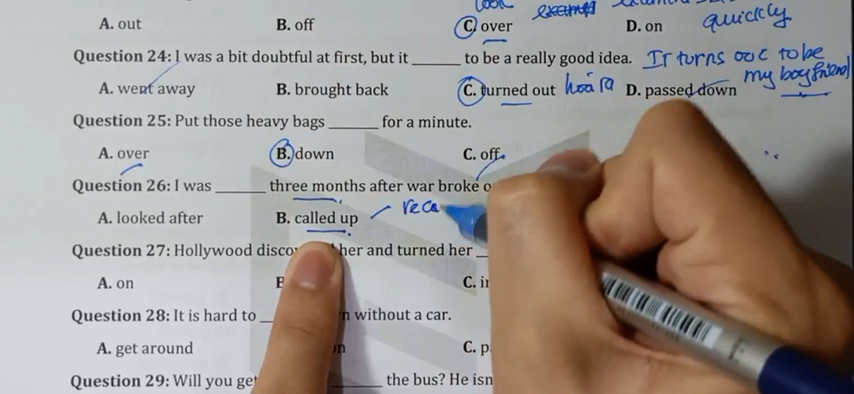 look
A. out B. off C. over D. on quickly
Question 24: I was a bit doubtful at first, but it ______ to be a really good idea. It turns out to be
my boyfriend
A. went away B. brought back C. turned out hoá ra D. passed down
Question 25: Put those heavy bags ______ for a minute.
A. over B. down C. off
Question 26: I was ______ three months after war broke
A. looked after B. called up reca
Question 27: Hollywood her and turned her
A. on C.
Question 28: It is hard to without a car.
A. get around C.
Question 29: Will you ______ the bus? He